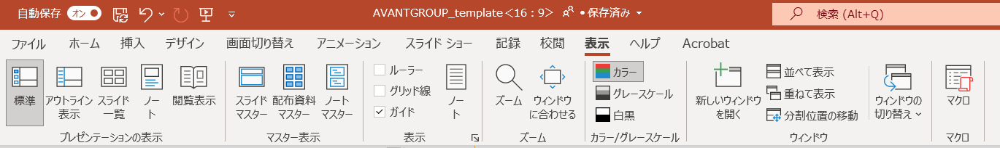 自動保存 オン AVANTGROUP_template<16：9> • 保存済み 検索 (Alt+Q)
ファイル ホーム 挿入 デザイン 画面切り替え アニメーション スライド ショー 記録 校閲 表示 ヘルプ Acrobat
標準
アウトライン
表示
スライド
一覧
ノー
ト
閲覧表示
プレゼンテーションの表示
スライド
マスター
配布資料
マスター
ノート
マスター
マスター表示
ルーラー
グリッド線
ガイド
ノー
ト
表示
ズーム
ウィンドウ
に合わせる
ズーム
カラー
グレースケール
白黒
カラー/グレースケール
新しいウィンドウ
を開く
並べて表示
重ねて表示
分割位置の移動
ウィンドウの
切り替え
ウィンドウ
マクロ
マクロ